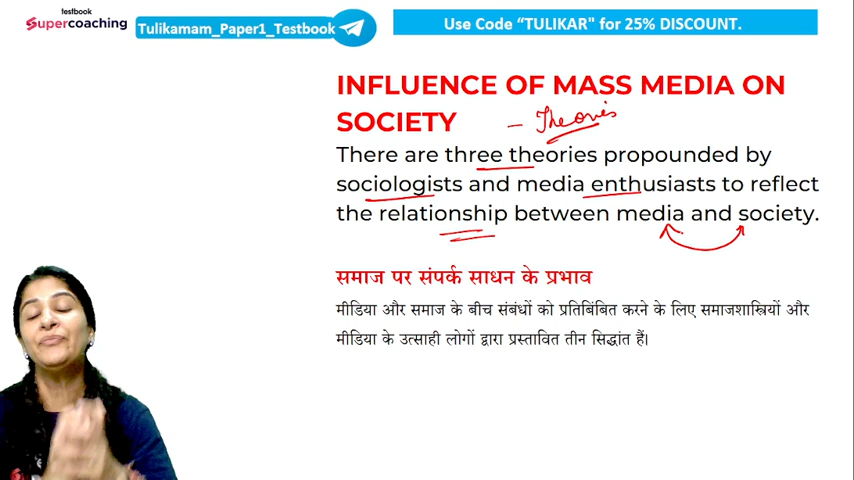 testbook
Supercoaching
Tulikamam_Paper1_Testbook
Use Code “TULIKAR" for 25% DISCOUNT.
INFLUENCE OF MASS MEDIA ON
SOCIETY
- Theories
There are three theories propounded by
sociologists and media enthusiasts to reflect
the relationship between media and society.
समाज पर संपर्क साधन के प्रभाव
मीडिया और समाज के बीच संबंधों को प्रतिबिंबित करने के लिए समाजशास्त्रियों और
मीडिया के उत्साही लोगों द्वारा प्रस्तावित तीन सिद्धांत हैं।